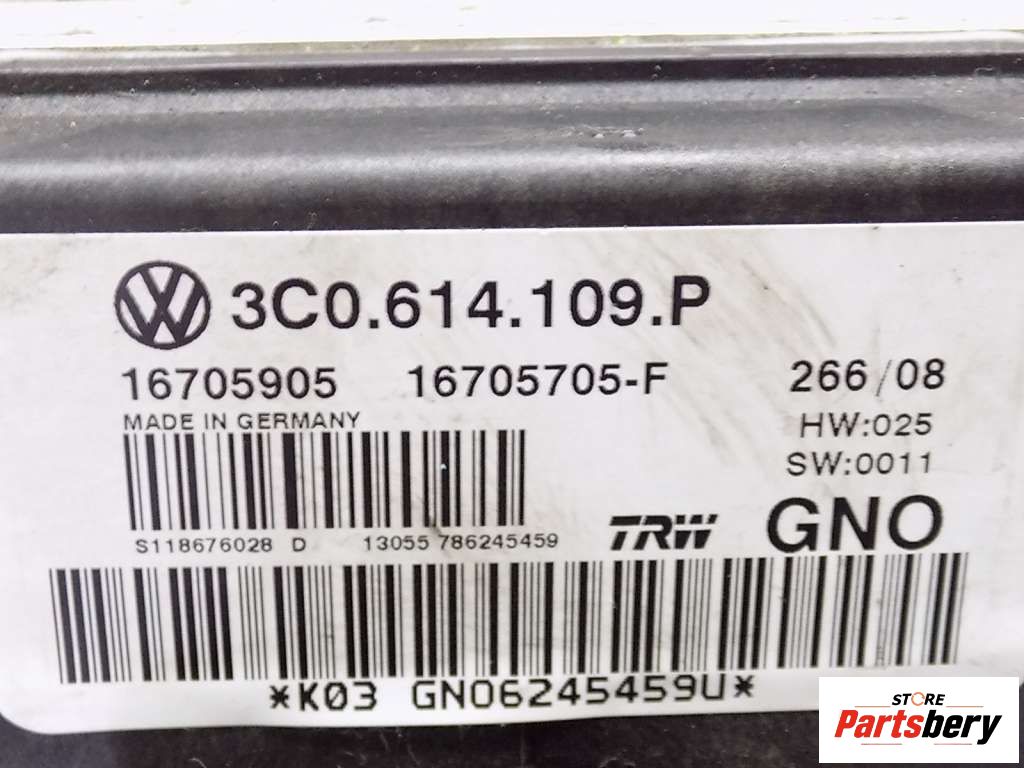 3C0.614.109.P
16705905 16705705-F 266/08
MADE IN GERMANY HW:025
SW:0011
TRW GNO
S118676028 D 13055 786245459
*K03 GNO6245459U*
STORE
Partsbery